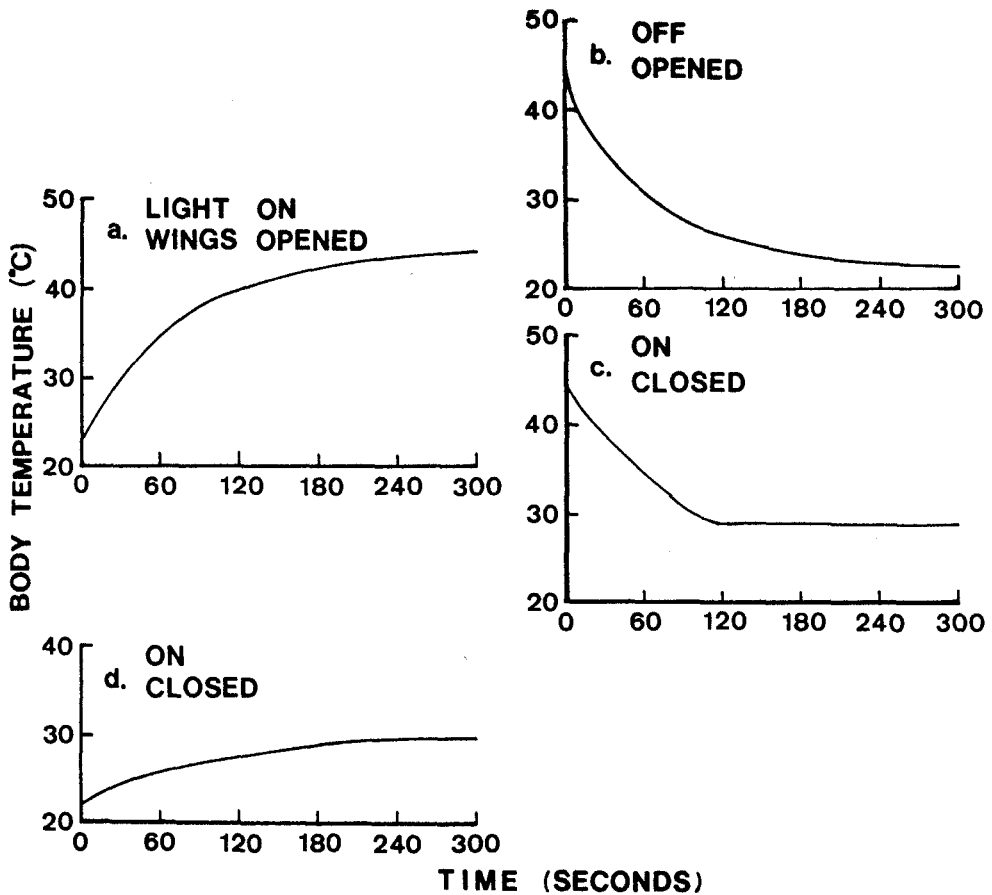 BODY TEMPERATURE (°C)
50
40
30
20
a. LIGHT ON
WINGS OPENED
0 60 120 180 240 300
50
40
30
20
b. OFF
OPENED
0 60 120 180 240 300
50
40
30
20
c. ON
CLOSED
0 60 120 180 240 300
40
30
20
d. ON
CLOSED
0 60 120 180 240 300
TIME (SECONDS)